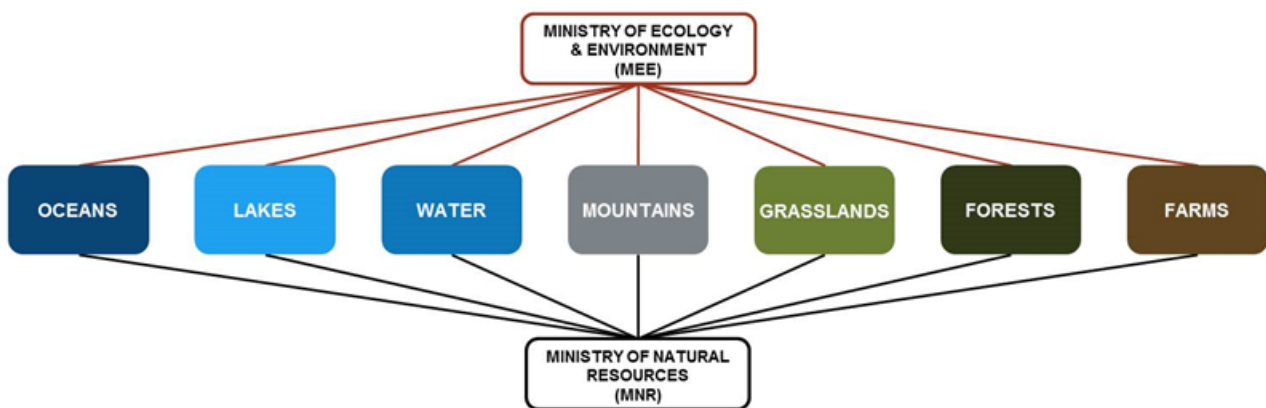 MINISTRY OF ECOLOGY
& ENVIRONMENT
(MEE)
OCEANS
LAKES
WATER
MOUNTAINS
GRASSLANDS
FORESTS
FARMS
MINISTRY OF NATURAL
RESOURCES
(MNR)